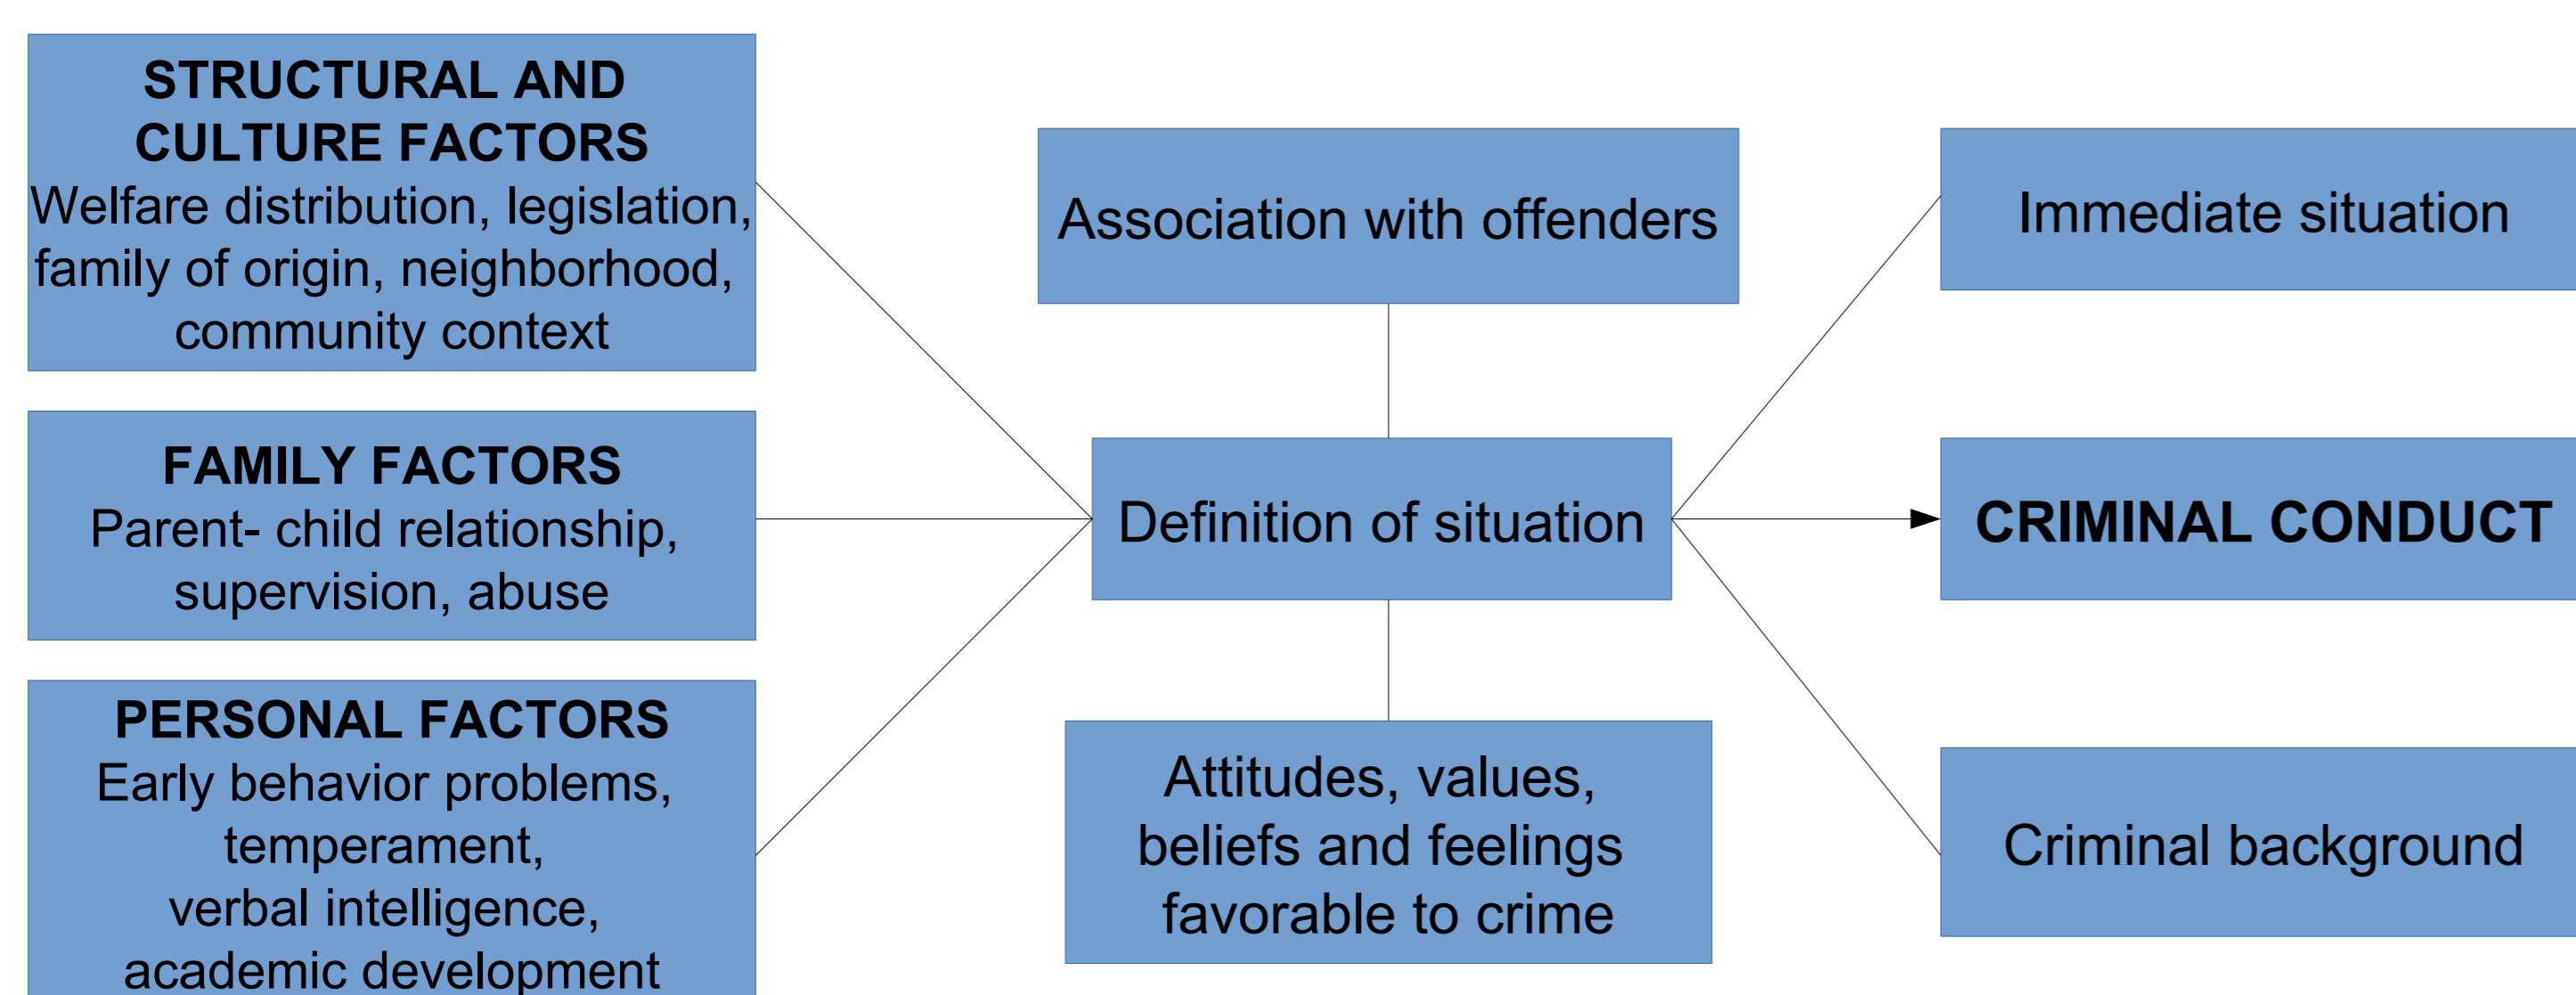 STRUCTURAL AND
CULTURE FACTORS
Welfare distribution, legislation,
family of origin, neighborhood,
community context
FAMILY FACTORS
Parent- child relationship,
supervision, abuse
PERSONAL FACTORS
Early behavior problems,
temperament,
verbal intelligence,
academic development
Association with offenders
Definition of situation
Attitudes, values,
beliefs and feelings
favorable to crime
Immediate situation
CRIMINAL CONDUCT
Criminal background